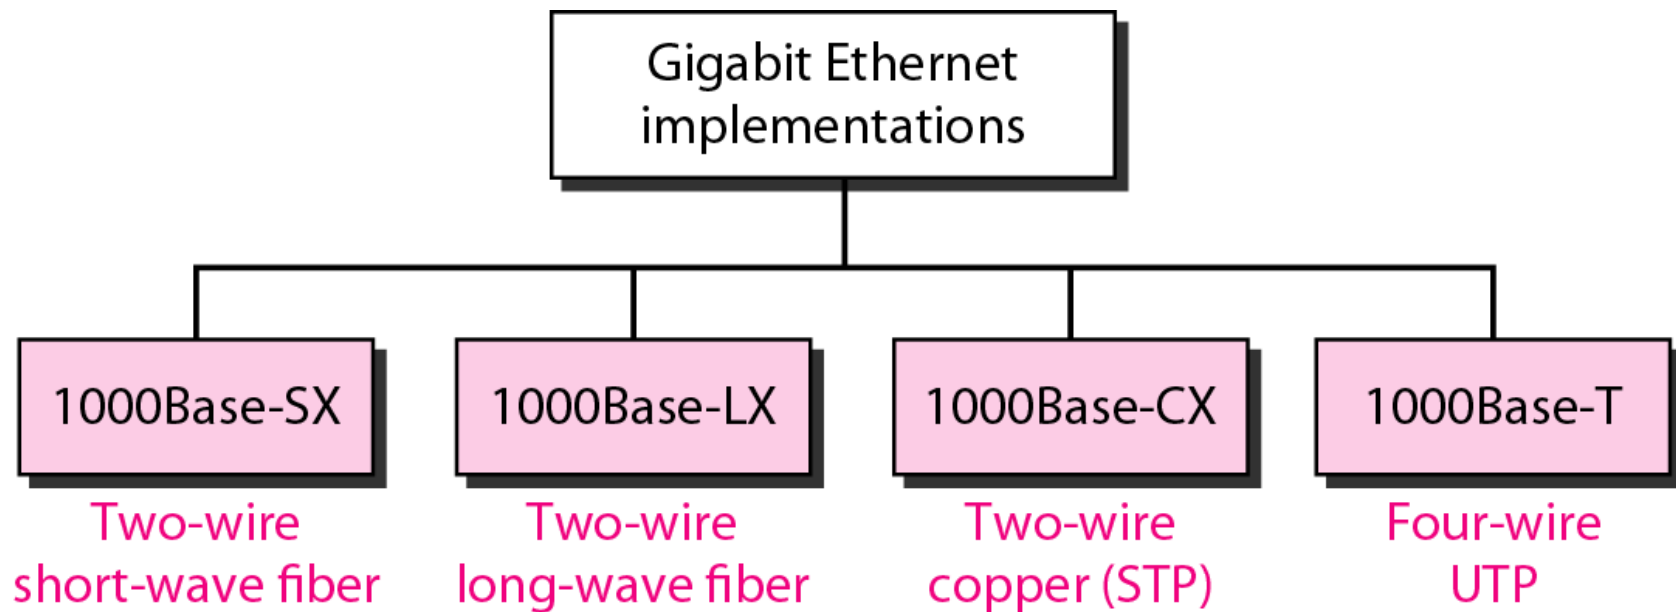 Gigabit Ethernet
implementations
1000Base-SX
1000Base-LX
1000Base-CX
1000Base-T
Two-wire
short-wave fiber
Two-wire
long-wave fiber
Two-wire
copper (STP)
Four-wire
UTP